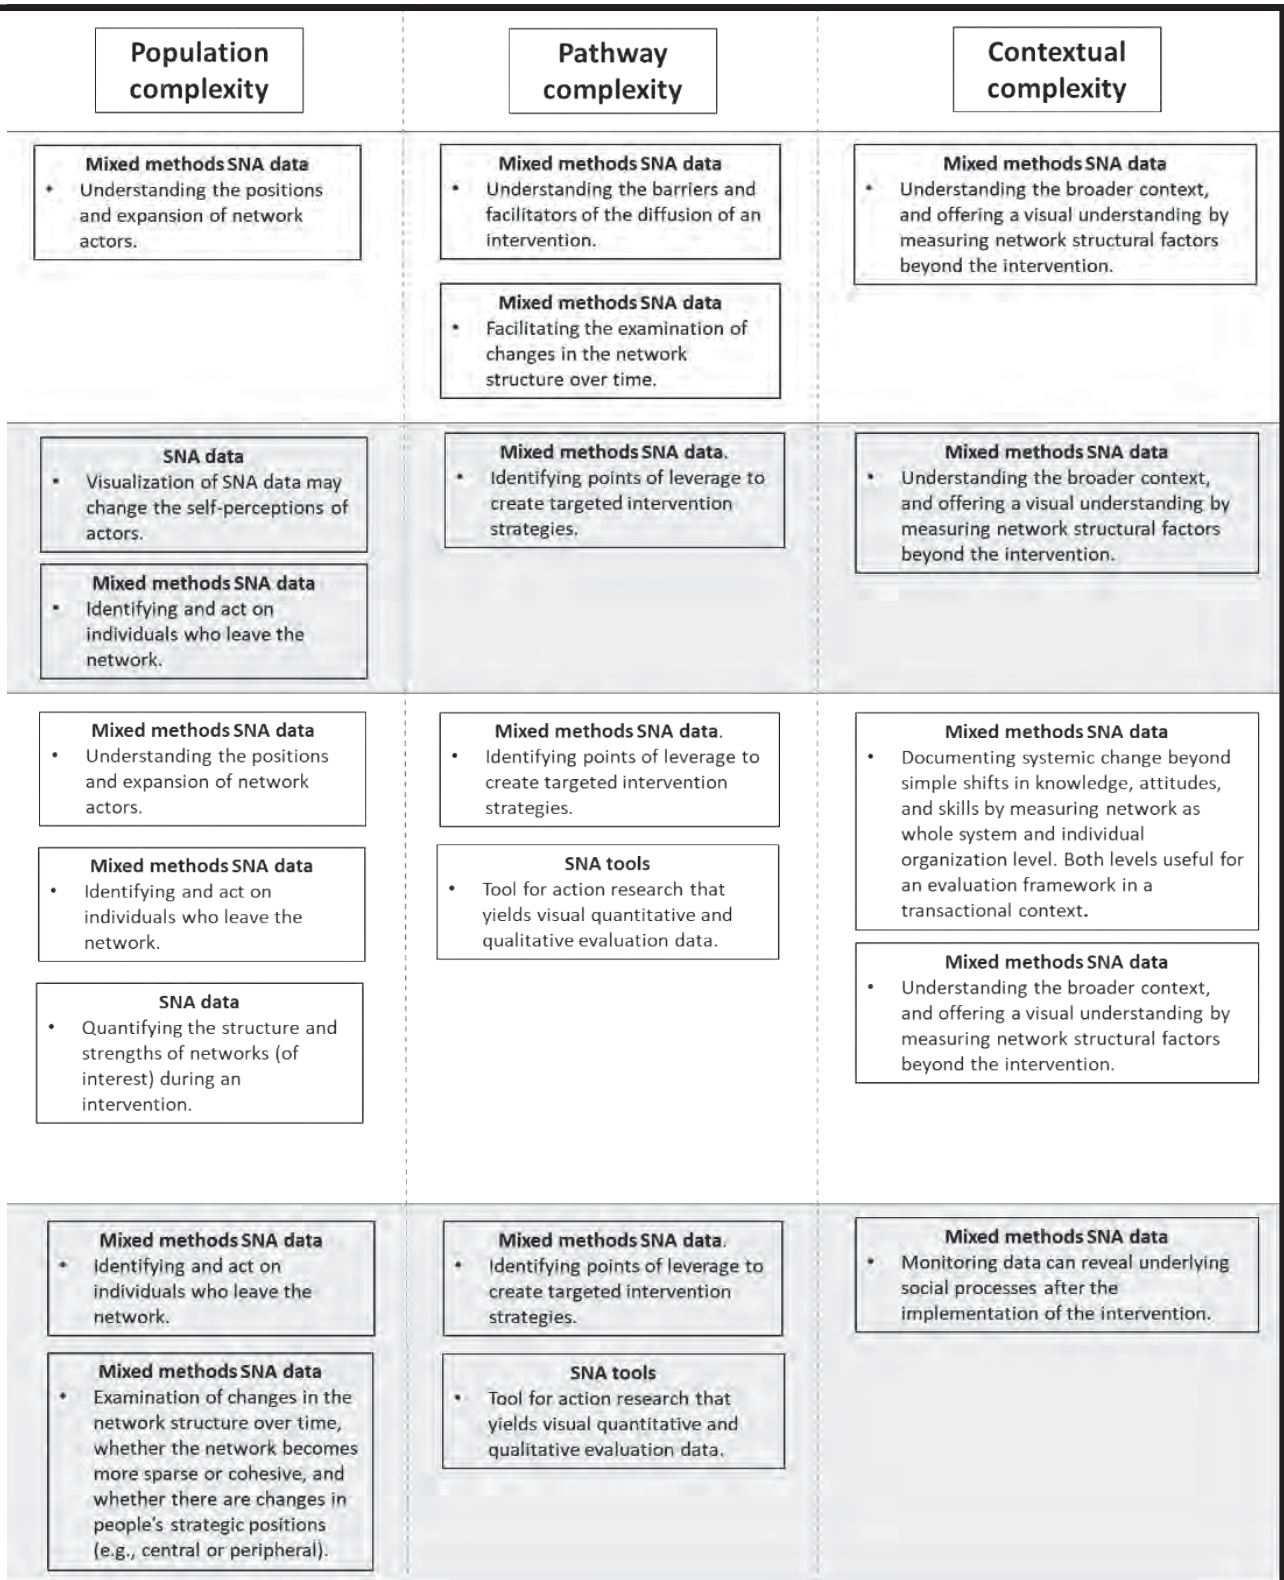 Population
complexity
Pathway
complexity
Contextual
complexity
Mixed methods SNA data
• Understanding the positions
and expansion of network
actors.
Mixed methods SNA data
• Understanding the barriers and
facilitators of the diffusion of an
intervention.
Mixed methods SNA data
• Facilitating the examination of
changes in the network
structure over time.
Mixed methods SNA data
• Understanding the broader context,
and offering a visual understanding by
measuring network structural factors
beyond the intervention.
SNA data
• Visualization of SNA data may
change the self-perceptions of
actors.
Mixed methods SNA data
• Identifying and act on
individuals who leave the
network.
Mixed methods SNA data.
• Identifying points of leverage to
create targeted intervention
strategies.
Mixed methods SNA data
• Understanding the broader context,
and offering a visual understanding by
measuring network structural factors
beyond the intervention.
Mixed methods SNA data
• Understanding the positions
and expansion of network
actors.
Mixed methods SNA data
• Identifying and act on
individuals who leave the
network.
SNA data
• Quantifying the structure and
strengths of networks (of
interest) during an
intervention.
Mixed methods SNA data.
• Identifying points of leverage to
create targeted intervention
strategies.
SNA tools
• Tool for action research that
yields visual quantitative and
qualitative evaluation data.
Mixed methods SNA data
• Documenting systemic change beyond
simple shifts in knowledge, attitudes,
and skills by measuring network as
whole system and individual
organization level. Both levels useful for
an evaluation framework in a
transactional context.
Mixed methods SNA data
• Understanding the broader context,
and offering a visual understanding by
measuring network structural factors
beyond the intervention.
Mixed methods SNA data
• Identifying and act on
individuals who leave the
network.
Mixed methods SNA data
• Examination of changes in the
network structure over time,
whether the network becomes
more sparse or cohesive, and
whether there are changes in
people's strategic positions
(e.g., central or peripheral).
Mixed methods SNA data.
• Identifying points of leverage to
create targeted intervention
strategies.
SNA tools
• Tool for action research that
yields visual quantitative and
qualitative evaluation data.
Mixed methods SNA data
• Monitoring data can reveal underlying
social processes after the
implementation of the intervention.